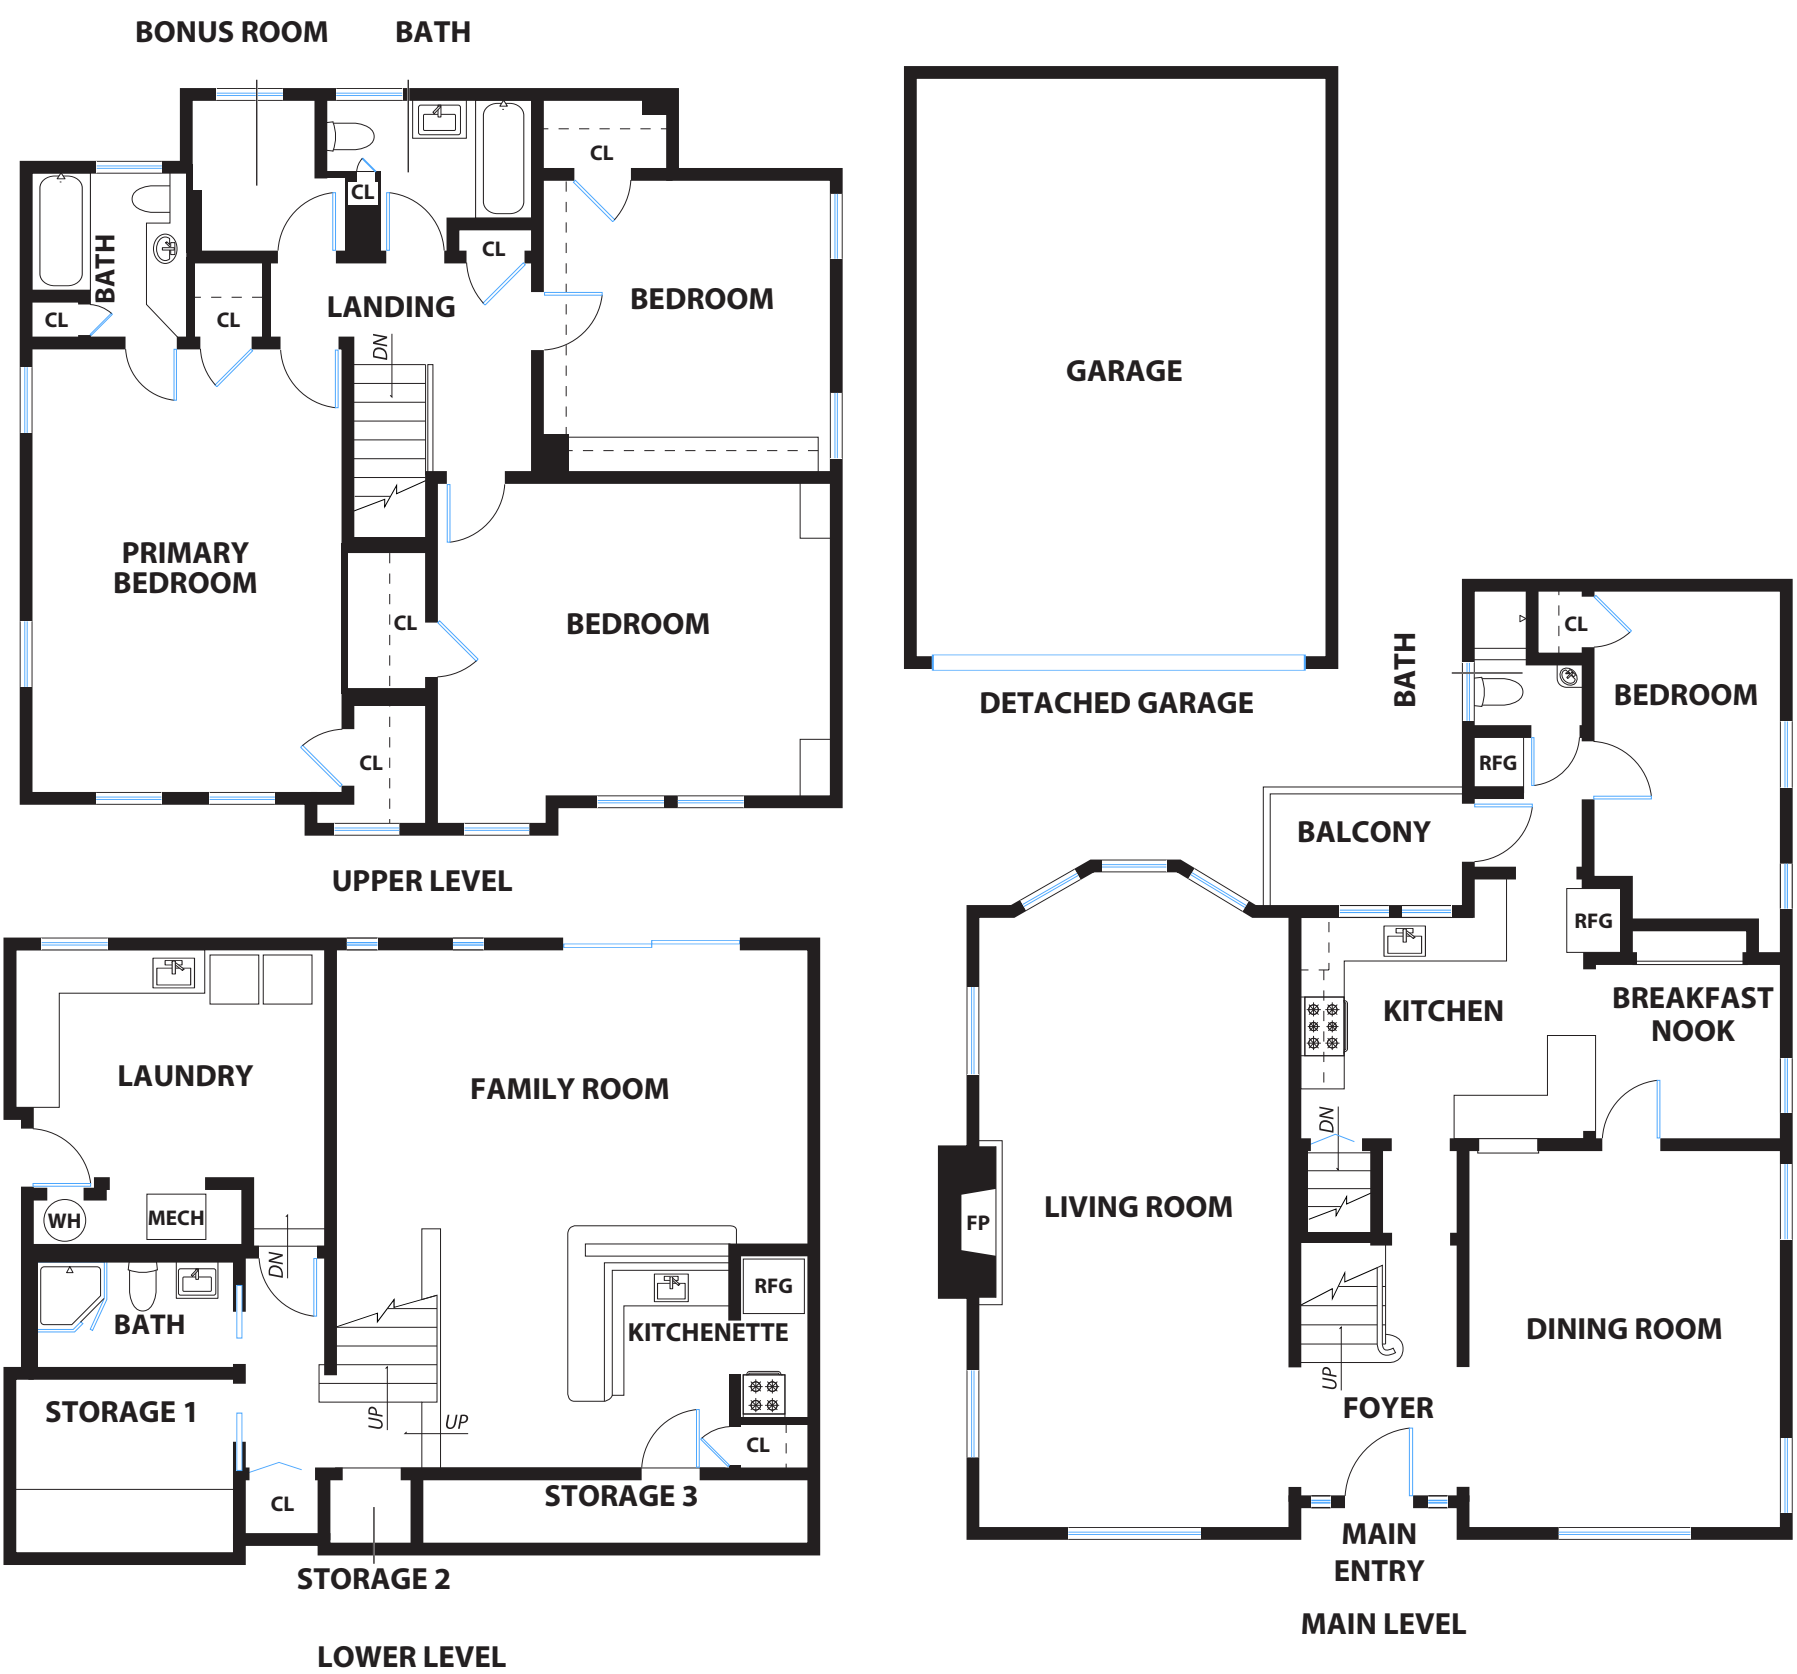 BONUS ROOM
BATH
CL
CL
CL
BATH
CL
CL
LANDING
DN
BEDROOM
PRIMARY
BEDROOM
CL
BEDROOM
CL
UPPER LEVEL
GARAGE
DETACHED GARAGE
BATH
CL
BEDROOM
RFG
BALCONY
RFG
KITCHEN
BREAKFAST
NOOK
DN
LIVING ROOM
FP
UP
DINING ROOM
FOYER
MAIN
ENTRY
MAIN LEVEL
LAUNDRY
FAMILY ROOM
WH
MECH
DN
BATH
RFG
KITCHENETTE
STORAGE 1
UP
UP
CL
CL
STORAGE 3
STORAGE 2
LOWER LEVEL